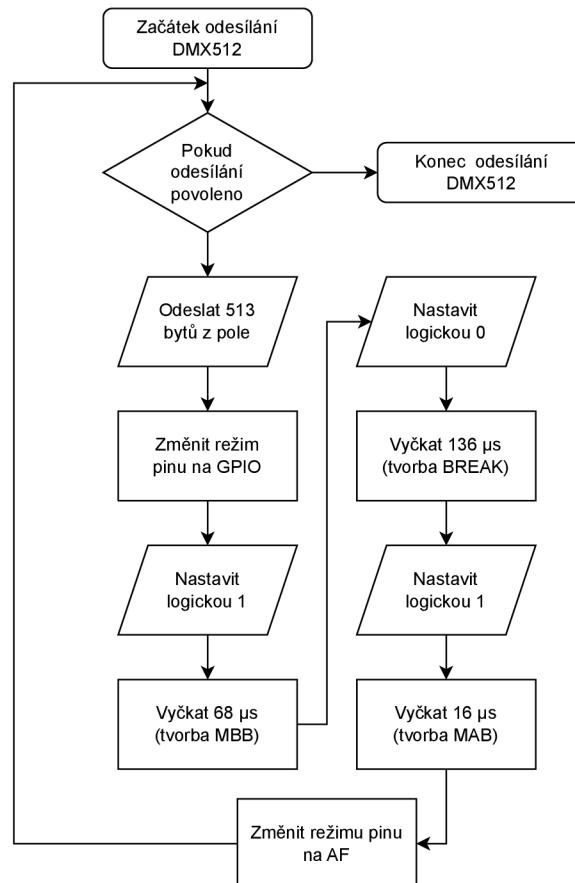 Začátek odesílání
DMX512
Pokud
odesílání
povoleno
Konec odesílání
DMX512
Odeslat 513
bytů z pole
Změnit režim
pinu na GPIO
Nastavit
logickou 1
Vyčkat 68 µs
(tvorba MBB)
Nastavit
logickou 0
Vyčkat 136 µs
(tvorba BREAK)
Nastavit
logickou 1
Vyčkat 16 µs
(tvorba MAB)
Změnit režimu pinu
na AF